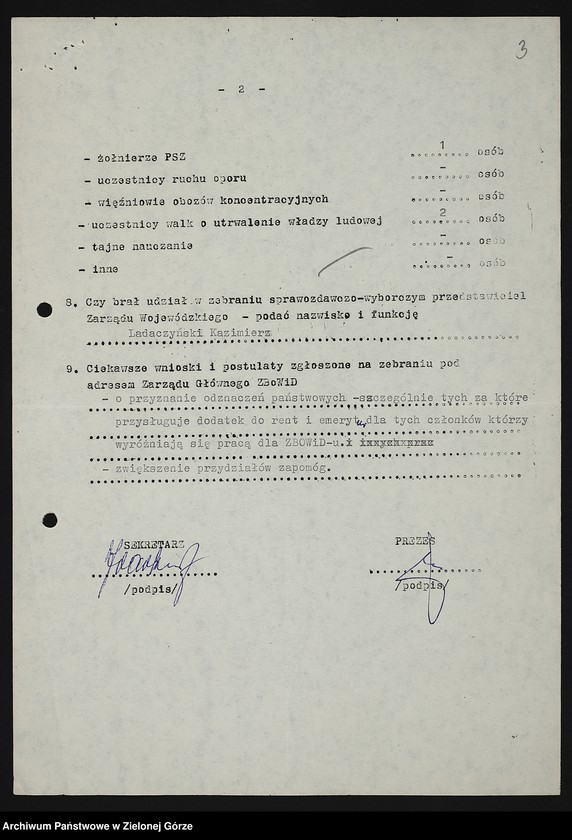 3
- 2 -
- żołnierze PSZ 1 osób
- uczestnicy ruchu oporu - osób
- więźniowie obozów koncentracyjnych - osób
- uczestnicy walk o utrwalenie władzy ludowej 2 osób
- tajne nauczanie - osób
- inne - osób
8. Czy brał udział w zebraniu sprawozdawczo-wyborczym przedstawiciel
Zarządu Wojewódzkiego - podać nazwisko i funkcję
Ladaczyński Kazimierz
9. Ciekawsze wnioski i postulaty zgłoszone na zebraniu pod
adresem Zarządu Głównego ZBoWiD
- o przyznanie odznaczeń państwowych -szczególnie tych za które
przysługuje dodatek do rent i emerytur dla tych członków którzy
wyróżniają się pracą dla ZBOWiD-u.
- zwiększenie przydziałów zapomóg.
SEKRETARZ PREZES
/podpis/ /podpis/
Archiwum Państwowe w Zielonej Górze